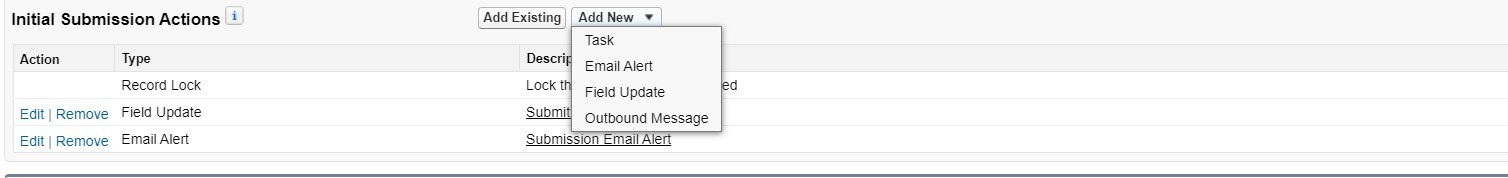 Initial Submission Actions i
Add Existing Add New
Task
Email Alert
Field Update
Outbound Message
Action Type Descrip
Record Lock Lock th ed
Edit | Remove Field Update Submit
Edit | Remove Email Alert Submission Email Alert